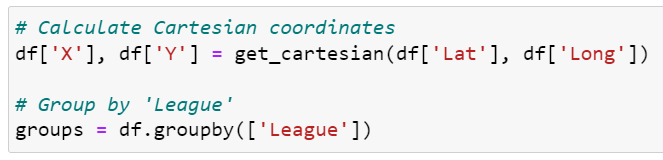 # Calculate Cartesian coordinates
df['X'], df['Y'] = get_cartesian(df['Lat'], df['Long'])
# Group by 'League'
groups = df.groupby(['League'])